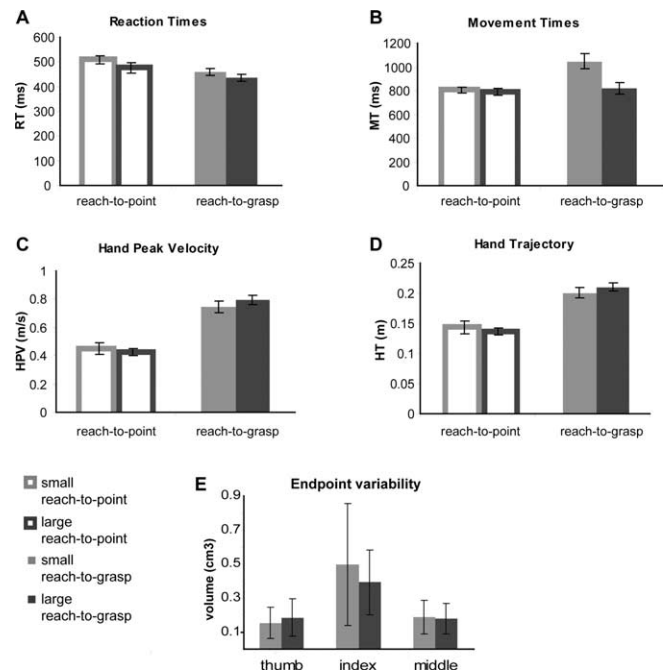 A Reaction Times
600
500
400
300
200
100
0
RT (ms)
reach-to-point reach-to-grasp
B Movement Times
1200
1000
800
600
400
200
0
MT (ms)
reach-to-point reach-to-grasp
C Hand Peak Velocity
1
0.8
0.6
0.4
0.2
0
HPV (m/s)
reach-to-point reach-to-grasp
D Hand Trajectory
0.25
0.2
0.15
0.1
0.05
0
HT (m)
reach-to-point reach-to-grasp
small
reach-to-point
large
reach-to-point
small
reach-to-grasp
large
reach-to-grasp
E Endpoint variability
0.9
0.7
0.5
0.3
0.1
volume (cm3)
thumb index middle